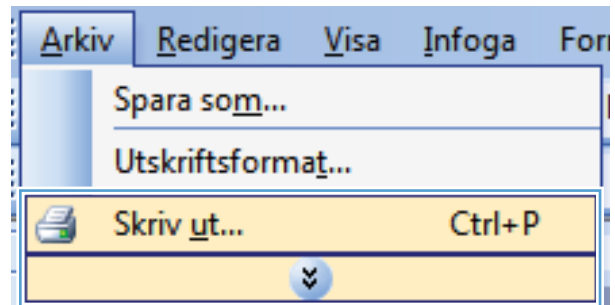 Arkiv Redigera Visa Infoga For
Spara som...
Utskriftsformat...
Skriv ut... Ctrl+P